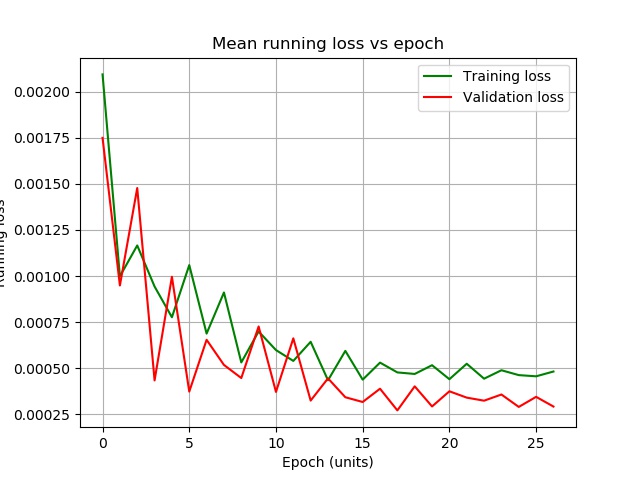 Mean running loss vs epoch
Training loss
Validation loss
0.00200
0.00175
0.00150
0.00125
0.00100
0.00075
0.00050
0.00025
Running loss
0 5 10 15 20 25
Epoch (units)